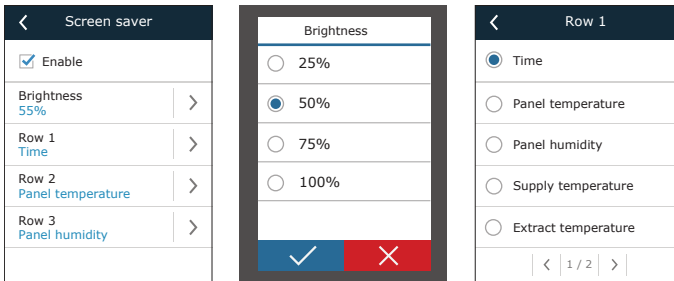 Screen saver
Enable
Brightness
55%
Row 1
Time
Row 2
Panel temperature
Row 3
Panel humidity
Brightness
25%
50%
75%
100%
Row 1
Time
Panel temperature
Panel humidity
Supply temperature
Extract temperature
1 / 2